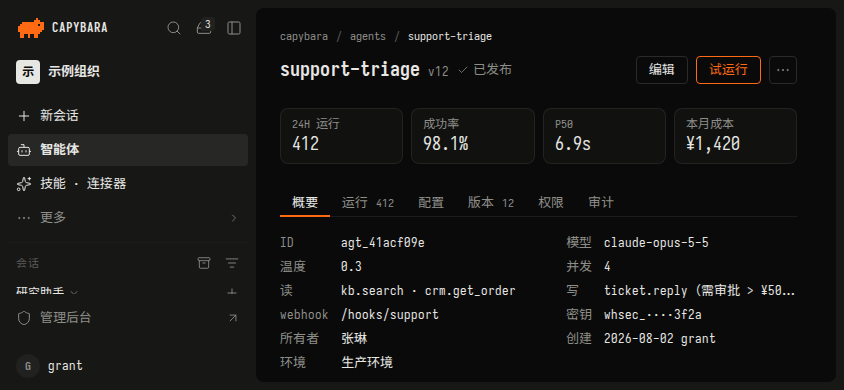 CAPYBARA
3
示 示例组织
新会话
智能体
技能 · 连接器
更多
会话
研究助手
管理后台
G grant
capybara / agents / support-triage
support-triage v12 已发布
编辑 试运行 ...
24H 运行
412
成功率
98.1%
P50
6.9s
本月成本
¥1,420
概要 运行 412 配置 版本 12 权限 审计
ID agt_41acf09e 模型 claude-opus-5-5
温度 0.3 并发 4
读 kb.search · crm.get_order 写 ticket.reply (需审批 > ¥50...
webhook /hooks/support 密钥 whsec_····3f2a
所有者 张琳 创建 2026-08-02 grant
环境 生产环境